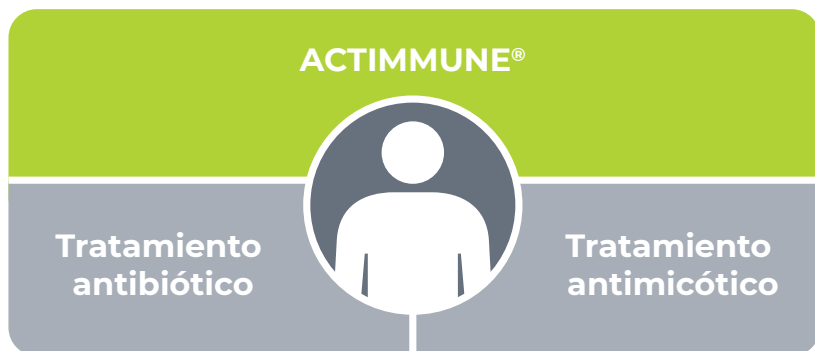 ACTIMMUNE®
Tratamiento
antibiótico
Tratamiento
antimicótico